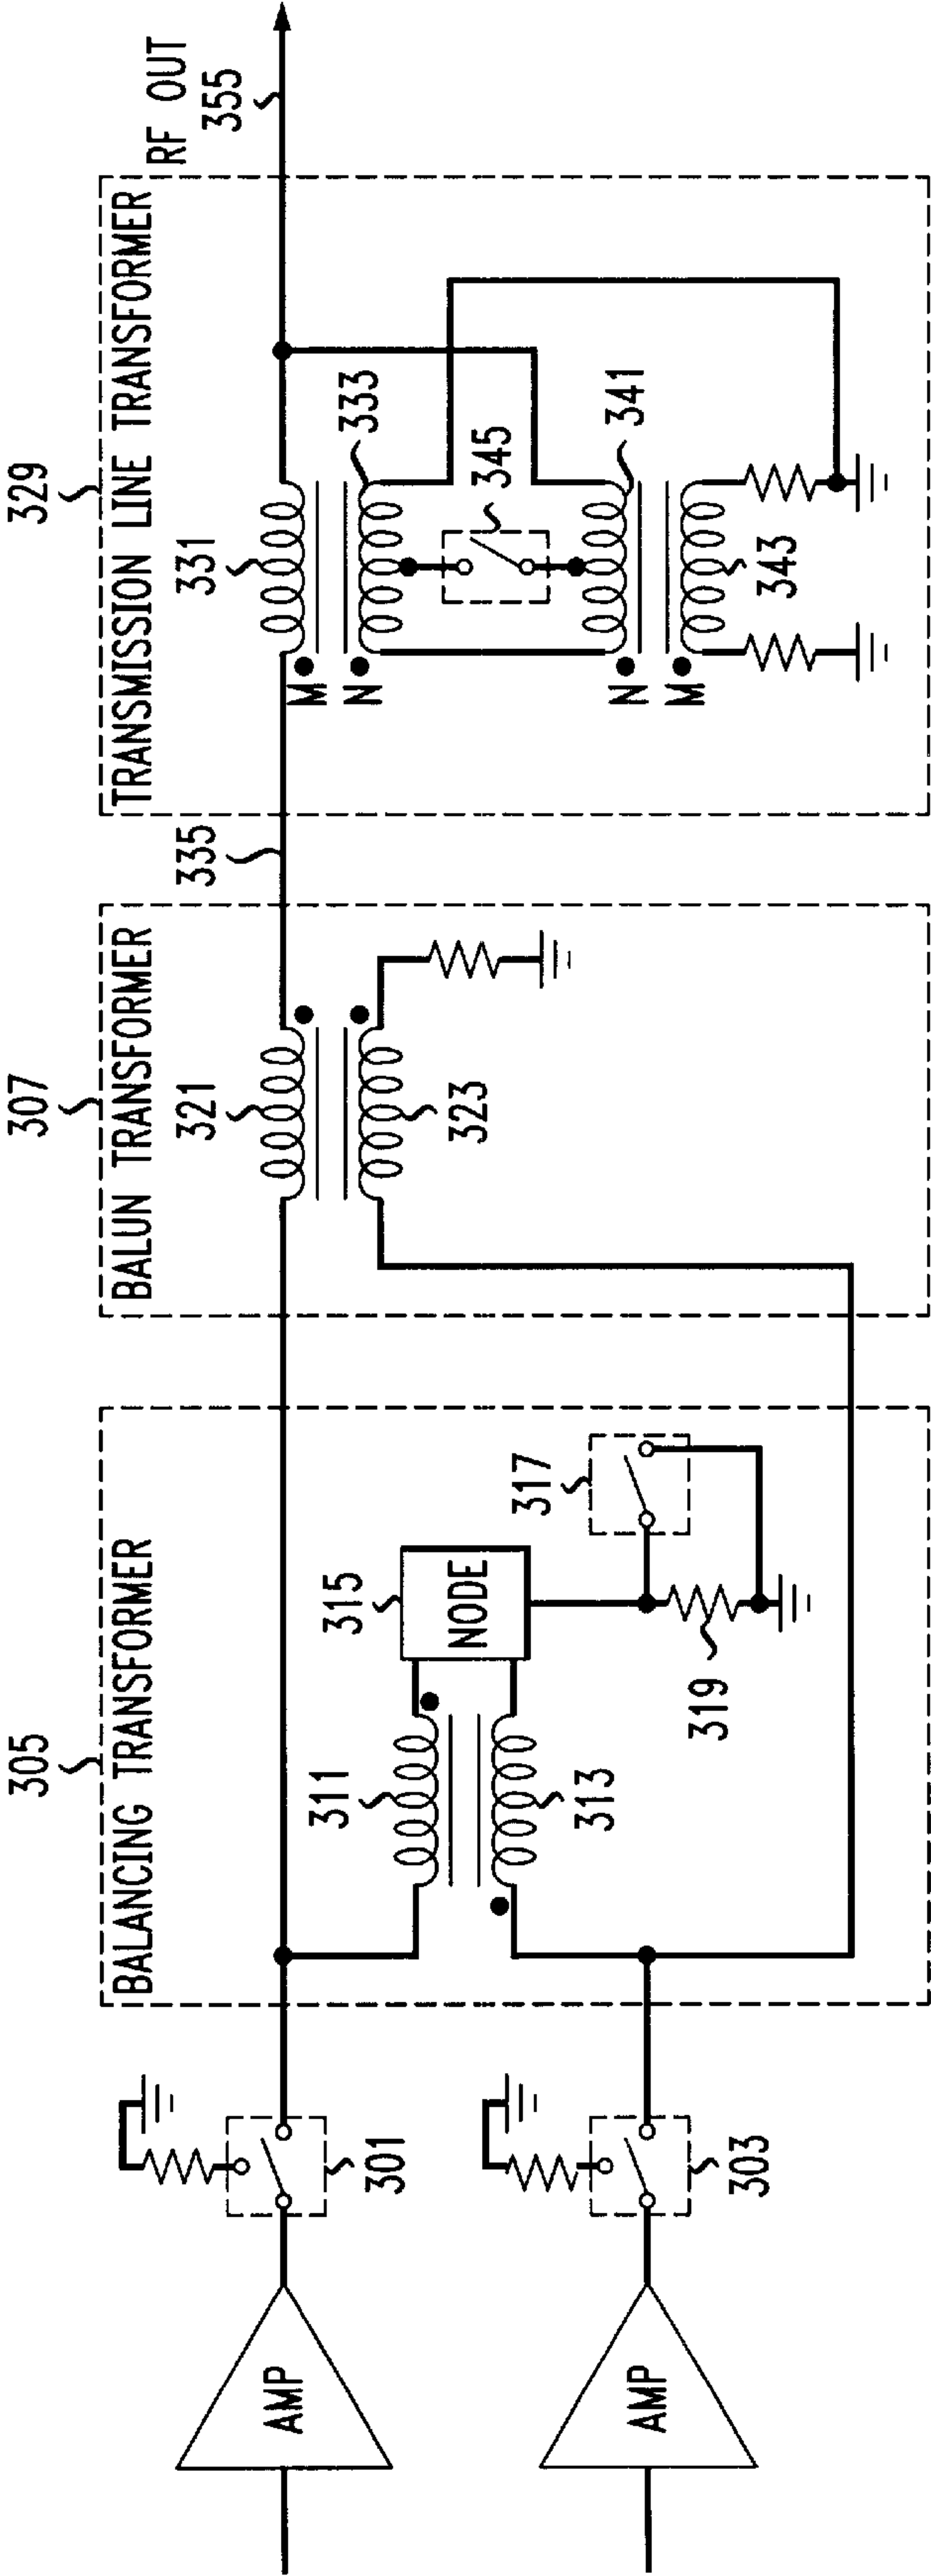 305
BALANCING TRANSFORMER
307
BALUN TRANSFORMER
329
TRANSMISSION LINE TRANSFORMER
RF OUT
355
335
321
323
331
333
M
N
345
341
N
M
343
311
313
315
NODE
317
319
301
303
AMP
AMP